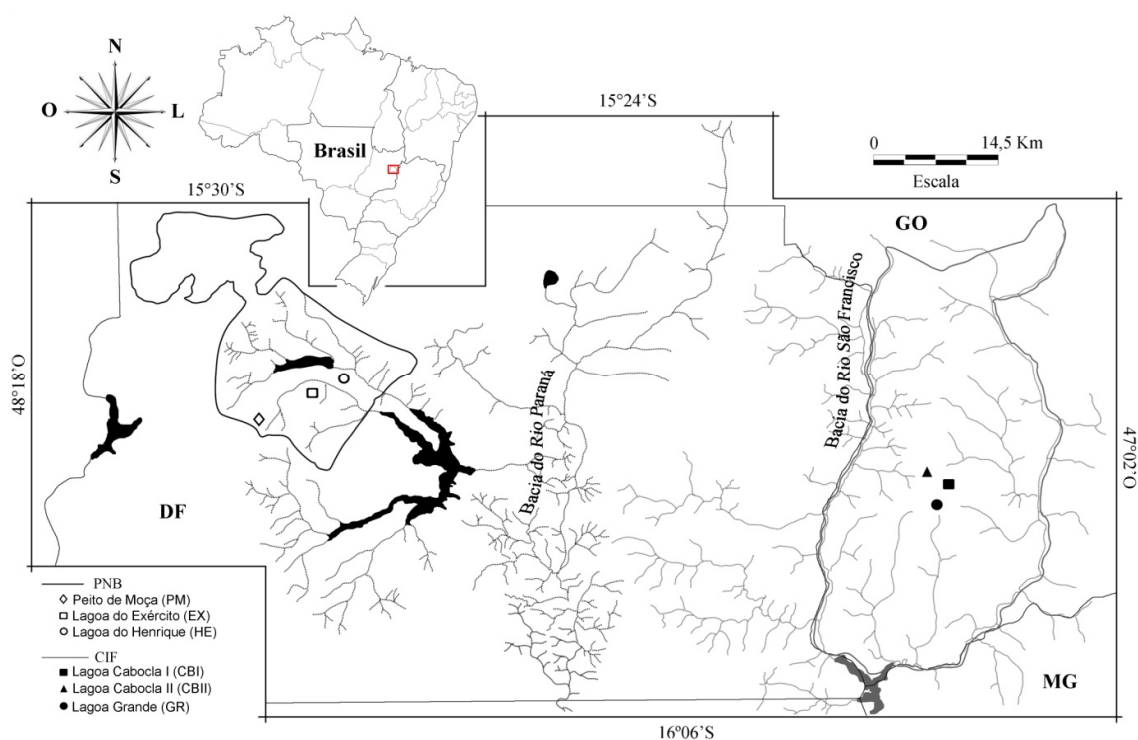 N
O
L
S
Brasil
15°24'S
0 14,5 Km
Escala
15°30'S
GO
48°18'O
Bacia do Rio Paraná
Bacia do Rio São Francisco
47°02'O
DF
PNB
Peito de Moça (PM)
Lagoa do Exército (EX)
Lagoa do Henrique (HE)
CIF
Lagoa Cabocla I (CBI)
Lagoa Cabocla II (CBII)
Lagoa Grande (GR)
MG
16°06'S